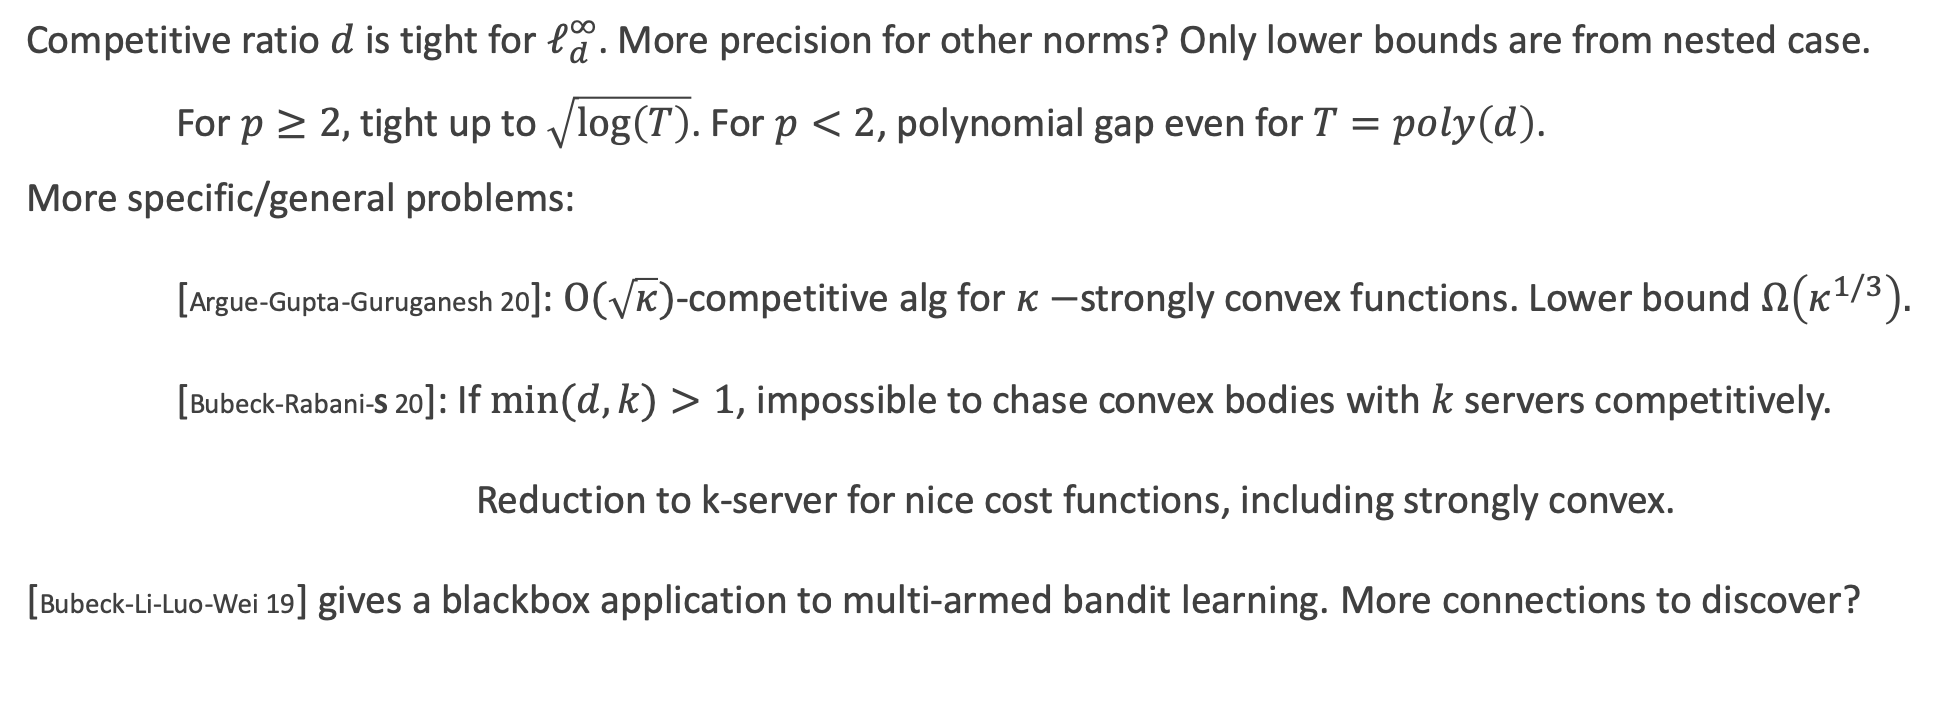 Competitive ratio d is tight for ℓ_d^∞. More precision for other norms? Only lower bounds are from nested case.
For p ≥ 2, tight up to √log(T). For p < 2, polynomial gap even for T = poly(d).
More specific/general problems:
[Argue-Gupta-Guruganesh 20]: O(√κ)-competitive alg for κ −strongly convex functions. Lower bound Ω(κ^{1/3}).
[Bubeck-Rabani-S 20]: If min(d, k) > 1, impossible to chase convex bodies with k servers competitively.
Reduction to k-server for nice cost functions, including strongly convex.
[Bubeck-Li-Luo-Wei 19] gives a blackbox application to multi-armed bandit learning. More connections to discover?